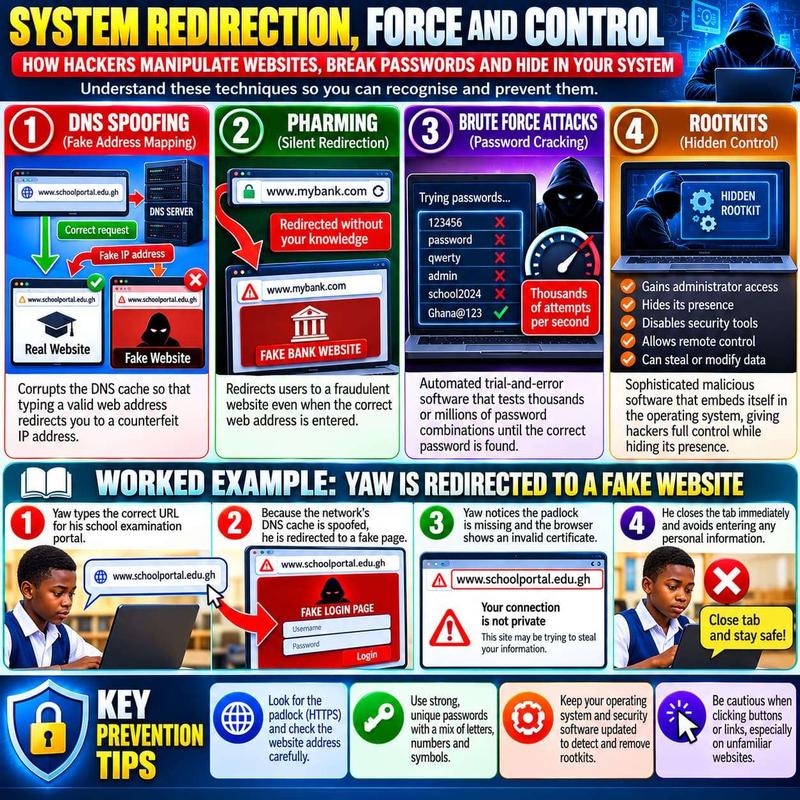 SYSTEM REDIRECTION, FORCE AND CONTROL
HOW HACKERS MANIPULATE WEBSITES, BREAK PASSWORDS AND HIDE IN YOUR SYSTEM
Understand these techniques so you can recognise and prevent them.
1 DNS SPOOFING
(Fake Address Mapping)
www.schoolportal.edu.gh
DNS SERVER
Correct request
Fake IP address
www.schoolportal.edu.gh
Real Website
www.schoolportal.edu.gh
Fake Website
Corrupts the DNS cache so that
typing a valid web address
redirects you to a counterfeit
IP address.
2 PHARMING
(Silent Redirection)
www.mybank.com
Redirected without
your knowledge
www.mybank.com
FAKE BANK WEBSITE
Redirects users to a fraudulent
website even when the correct
web address is entered.
3 BRUTE FORCE ATTACKS
(Password Cracking)
Trying passwords...
123456
password
qwerty
admin
school2024
Ghana@123
Thousands
of attempts
per second
Automated trial-and-error
software that tests thousands
or millions of password
combinations until the correct
password is found.
4 ROOTKITS
(Hidden Control)
HIDDEN
ROOTKIT
Gains administrator access
Hides its presence
Disables security tools
Allows remote control
Can steal or modify data
Sophisticated malicious
software that embeds itself in
the operating system, giving
hackers full control while
hiding its presence.
WORKED EXAMPLE: YAW IS REDIRECTED TO A FAKE WEBSITE
1 Yaw types the correct URL
for his school examination
portal.
www.schoolportal.edu.gh
2 Because the network's
DNS cache is spoofed,
he is redirected to a fake page.
www.schoolportal.edu.gh
FAKE LOGIN PAGE
Username
Password
Login
3 Yaw notices the padlock
is missing and the browser
shows an invalid certificate.
www.schoolportal.edu.gh
Your connection
is not private
This site may be trying to steal
your information.
4 He closes the tab immediately
and avoids entering any
personal information.
Close tab
and stay safe!
KEY
PREVENTION
TIPS
Look for the
padlock (HTTPS)
and check the
website address
carefully.
Use strong,
unique passwords
with a mix of letters,
numbers and
symbols.
Keep your operating
system and security
software updated
to detect and remove
rootkits.
Be cautious when
clicking buttons
or links, especially
on unfamiliar
websites.